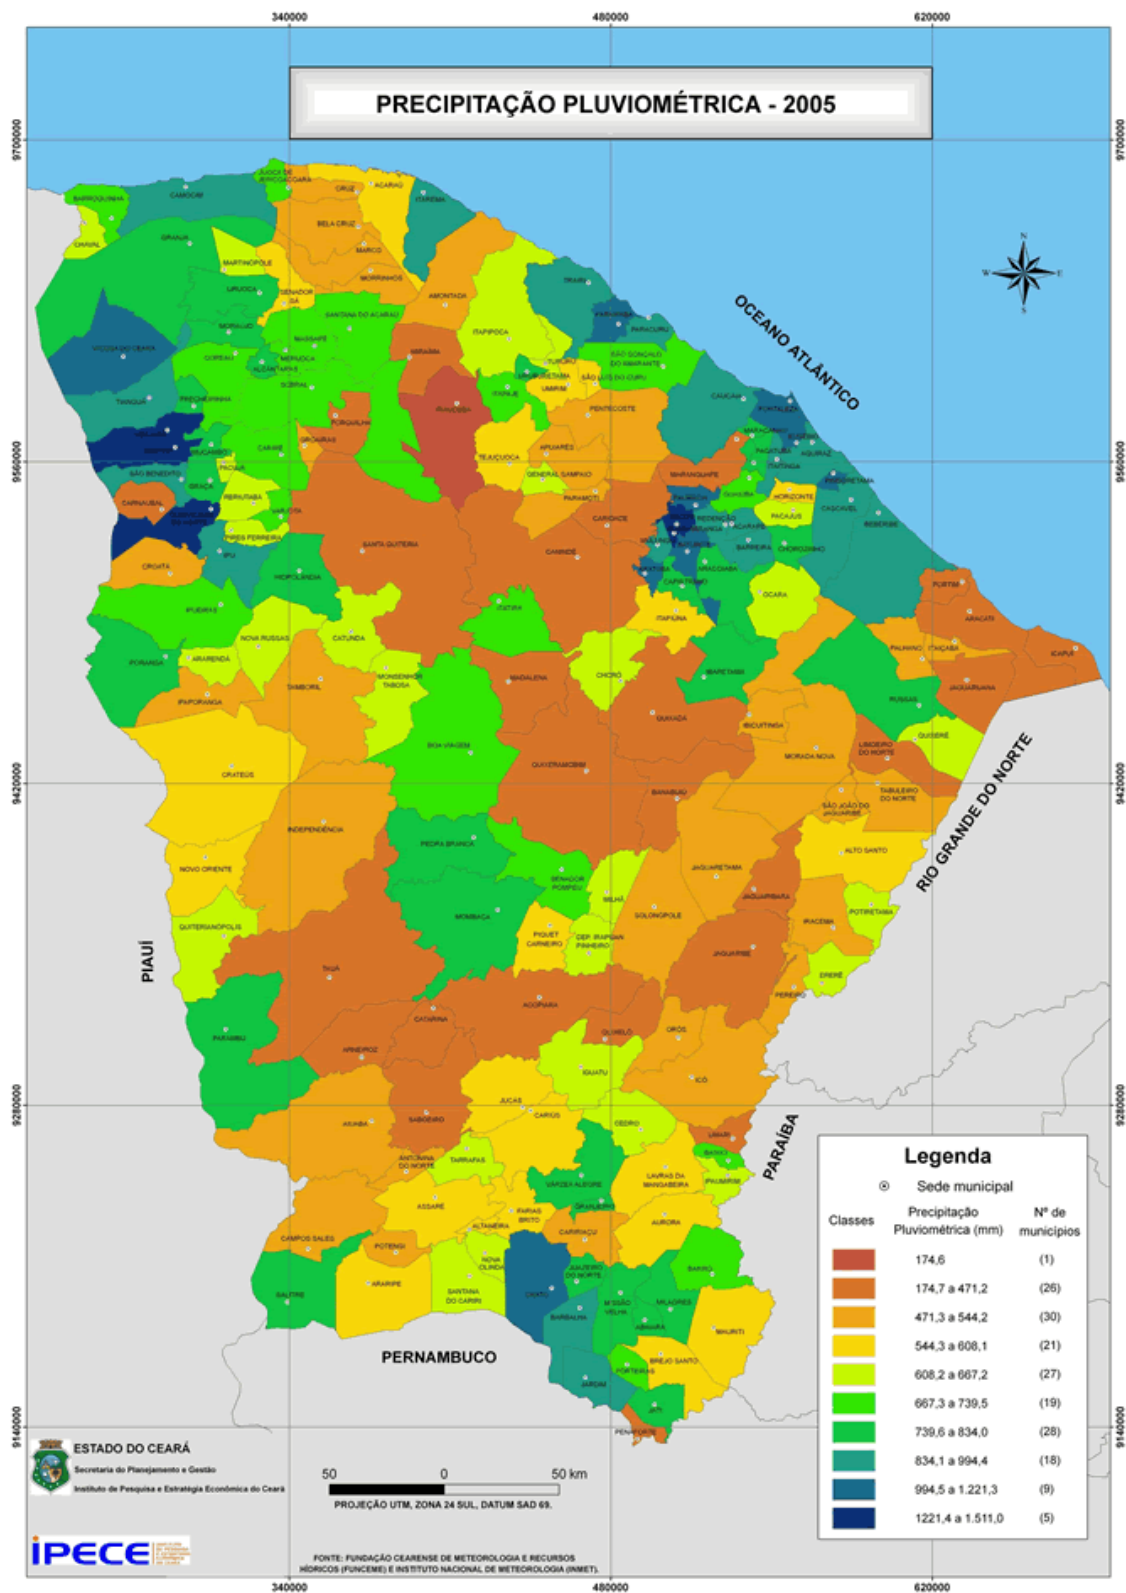 340000
480000
620000
PRECIPITAÇÃO PLUVIOMÉTRICA - 2005
9700000
9700000
BARROQUINHA
CAMOCIM
CRUZ
ACARAÚ
ITAREMA
CHAVAL
GRANJA
BELA CRUZ
MARCO
MARTINÓPOLE
MORRINHOS
URUOCA
SENADOR
SÁ
AMONTADA
SANTANA DO ACARAÚ
MORAÚJO
MASSAPÊ
ITAPIPOCA
TRAIRI
PARACURU
OCEANO ATLÂNTICO
VIÇOSA DO CEARÁ
COREAÚ
MERUOCA
ALCÂNTARAS
MIRAÍMA
SÃO GONÇALO
DO AMARANTE
TURURU
SOBRAL
UMIRIM
SÃO LUIS DO CURU
TIANGUÁ
IRAUÇUBA
ITAPAJÉ
PENTECOSTE
CAUCAIA
FORTALEZA
FORQUILHA
MUCAMBO
CARIRÉ
GROAÍRAS
APUIARÉS
TEJUÇUOCA
GENERAL SAMPAIO
MARANGUAPE
PACATUBA
AQUIRAZ
ITAITINGA
9560000
9560000
SÃO BENEDITO
PACUJÁ
GRAÇA
RERIUTABA
CARNAUBAL
VARJOTA
PIRES FERREIRA
PARAMOTI
CARIDADE
GUAIÚBA
HORIZONTE
PACAJUS
CASCAVEL
BEBERIBE
REDENÇÃO
ACARAPE
BARREIRA
CHOROZINHO
SANTA QUITÉRIA
CANINDÉ
IPU
CROATÁ
HIDROLÂNDIA
ARACOIABA
CAPISTRANO
OCARA
FORTIM
ARACATI
IPUEIRAS
ITATIRA
ITAPIÚNA
NOVA RUSSAS
CATUNDA
PORANGA
ARARENDÁ
TAMBORIL
MONSENHOR
TABOSA
MADALENA
CHORÓ
IBARETAMA
PALHANO
ITAIÇABA
ICAPUÍ
JAGUARUANA
RUSSAS
IPAPORANGA
QUIXADÁ
IBICUITINGA
QUIXERÉ
BOA VIAGEM
MORADA NOVA
LIMOEIRO
DO NORTE
CRATEÚS
QUIXERAMOBIM
BANABUIÚ
9420000
9420000
TABULEIRO
DO NORTE
SÃO JOÃO DO
JAGUARIBE
RIO GRANDE DO NORTE
INDEPENDÊNCIA
PEDRA BRANCA
ALTO SANTO
NOVO ORIENTE
JAGUARETAMA
SENADOR
POMPEU
MILHÃ
JAGUARIBARA
MOMBAÇA
SOLONÓPOLE
POTIRETAMA
IRACEMA
QUITERIANÓPOLIS
PIQUET
CARNEIRO
DEP. IRAPUAN
PINHEIRO
PIAUÍ
TAUÁ
JAGUARIBE
ERERÊ
PEREIRO
ACOPIARA
CATARINA
QUIXELÔ
ORÓS
PARAMBU
ARNEIROZ
IGUATU
ICÓ
9280000
9280000
JUCÁS
CARIÚS
SABOEIRO
AIUABA
CEDRO
UMARI
PARAÍBA
BAIXIO
ANTONINA
DO NORTE
TARRAFAS
VÁRZEA ALEGRE
LAVRAS DA
MANGABEIRA
IPAUMIRIM
GRANJEIRO
ASSARÉ
FARIAS
BRITO
AURORA
ALTANEIRA
CARIRIAÇU
CAMPOS SALES
POTENGI
NOVA
OLINDA
BARRO
JUAZEIRO
DO NORTE
ARARIPE
CRATO
SANTANA
DO CARIRI
SALITRE
MISSÃO
VELHA
MILAGRES
BARBALHA
ABAIARA
MAURITI
PERNAMBUCO
BREJO SANTO
PORTEIRAS
JARDIM
JATI
PENAFORTE
9140000
9140000
Legenda
Sede municipal
Classes
Precipitação
Pluviométrica (mm)
Nº de
municípios
174,6 (1)
174,7 a 471,2 (26)
471,3 a 544,2 (30)
544,3 a 608,1 (21)
608,2 a 667,2 (27)
667,3 a 739,5 (19)
739,6 a 834,0 (28)
834,1 a 994,4 (18)
994,5 a 1.221,3 (9)
1221,4 a 1.511,0 (5)
ESTADO DO CEARÁ
Secretaria do Planejamento e Gestão
Instituto de Pesquisa e Estratégia Econômica do Ceará
50 0 50 km
PROJEÇÃO UTM, ZONA 24 SUL, DATUM SAD 69.
iPECE
FONTE: FUNDAÇÃO CEARENSE DE METEOROLOGIA E RECURSOS
HÍDRICOS (FUNCEME) E INSTITUTO NACIONAL DE METEOROLOGIA (INMET).
340000
480000
620000
N
W
E
S